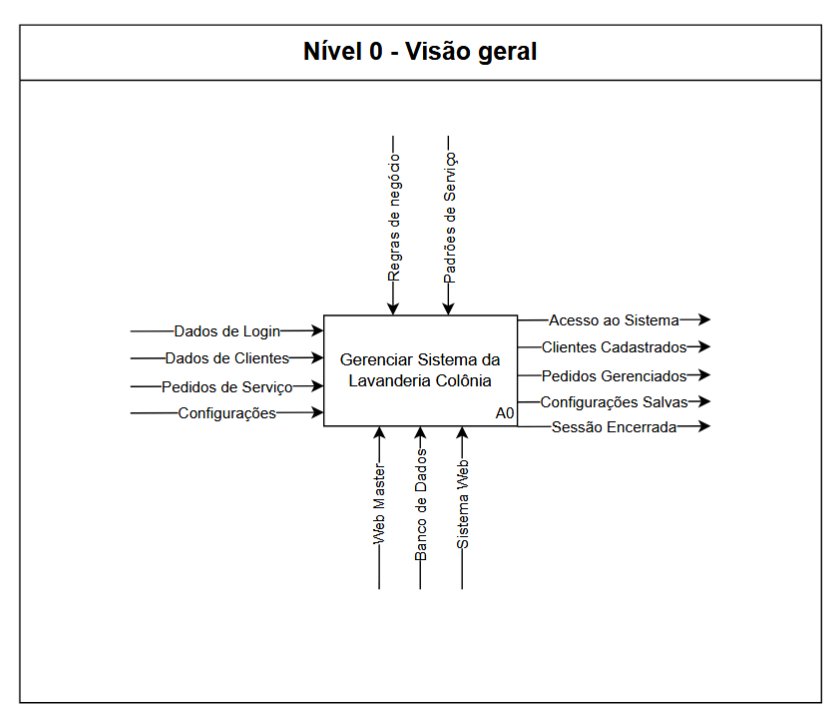 Nível 0 - Visão geral
Regras de negócio
Padrões de Serviço
Dados de Login
Dados de Clientes
Pedidos de Serviço
Configurações
Gerenciar Sistema da
Lavanderia Colônia
A0
Acesso ao Sistema
Clientes Cadastrados
Pedidos Gerenciados
Configurações Salvas
Sessão Encerrada
Web Master
Banco de Dados
Sistema Web